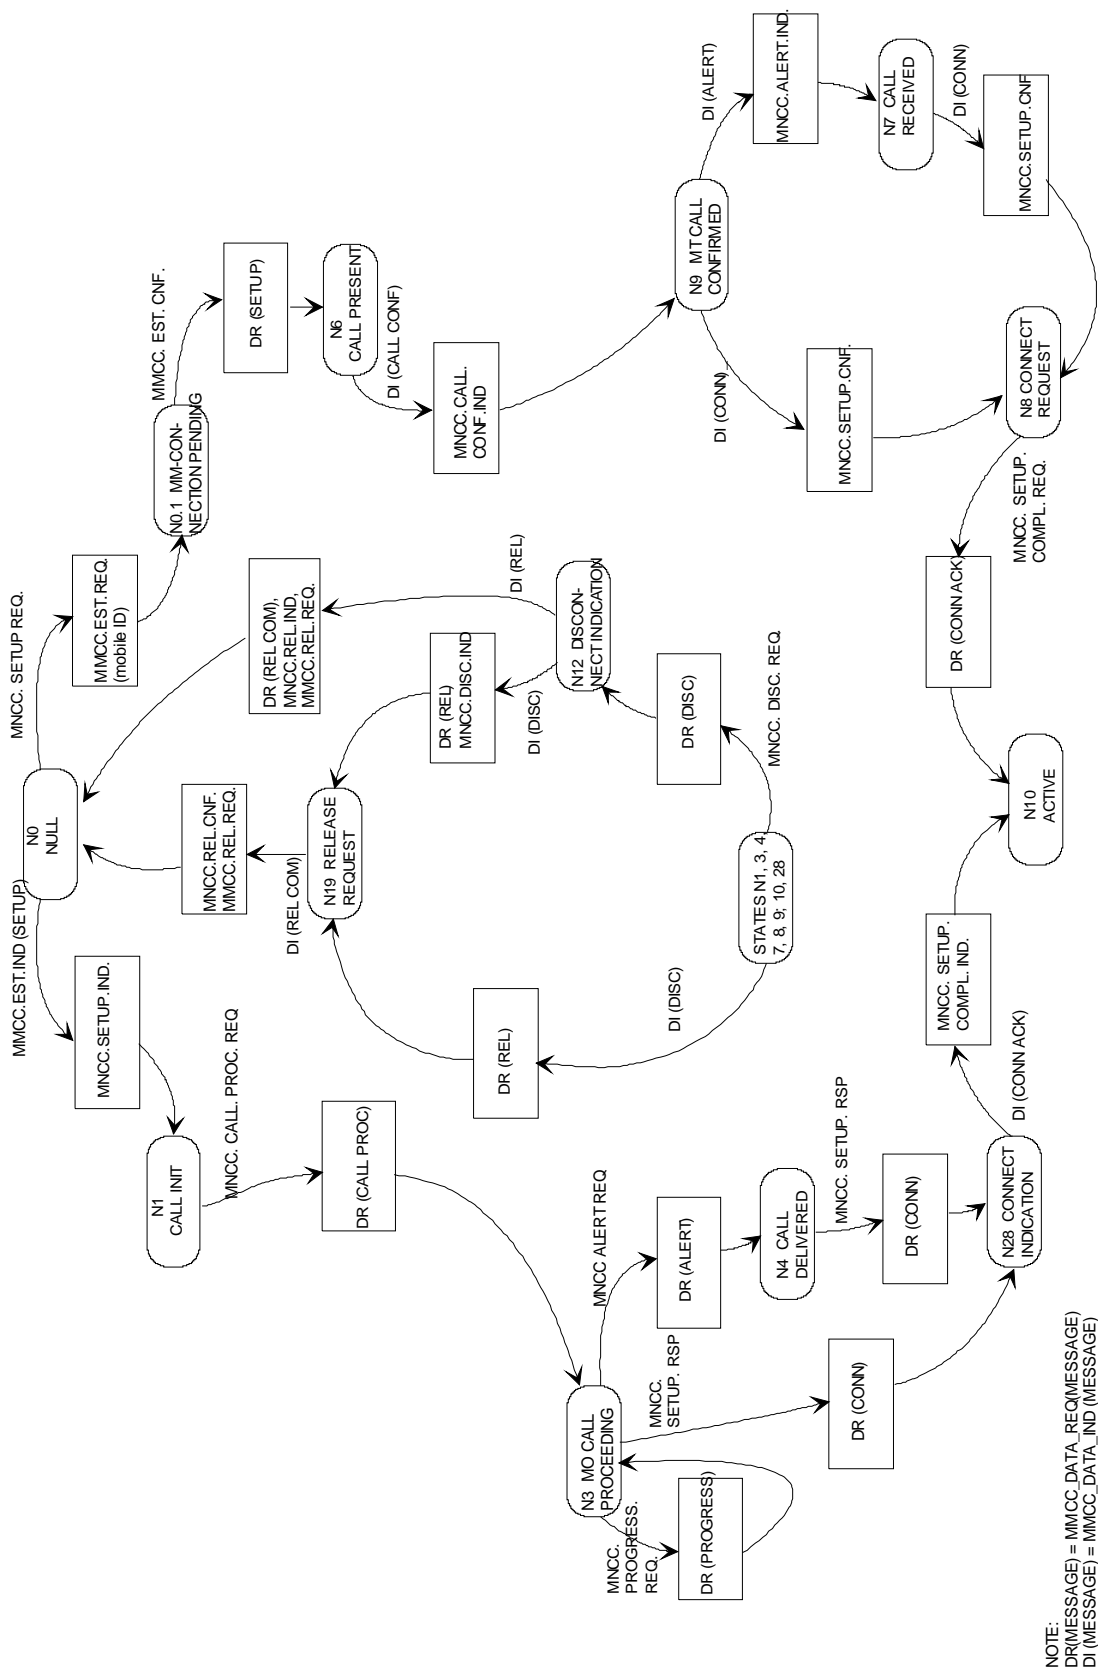 N0
NULL
MNCC. SETUP REQ.
MMCC.EST.REQ.
(mobile ID)
N0.1 MM-CON-
NECTION PENDING
MMCC. EST. CNF.
DR (SETUP)
N6
CALL PRESENT
DI (CALL CONF)
MNCC.CALL.
CONF.IND
N9 MT CALL
CONFIRMED
DI (ALERT)
MNCC.ALERT.IND.
N7 CALL
RECEIVED
DI (CONN)
MNCC.SETUP.CNF.
DI (CONN)
MNCC.SETUP.CNF.
N8 CONNECT
REQUEST
MNCC. SETUP.
COMPL. REQ.
DR (CONN ACK)
N10
ACTIVE
MMCC.EST.IND (SETUP)
MNCC.SETUP.IND.
N1
CALL INIT
MNCC. CALL. PROC. REQ
DR (CALL PROC)
N3 MO CALL
PROCEEDING
MNCC.
PROGRESS.
REQ.
DR (PROGRESS)
MNCC.
SETUP. RSP
DR (CONN)
MNCC ALERT REQ
DR (ALERT)
N4 CALL
DELIVERED
MNCC. SETUP. RSP
DR (CONN)
N28 CONNECT
INDICATION
DI (CONN ACK)
MNCC. SETUP.
COMPL. IND.
MNCC.REL.CNF.
MMCC.REL.REQ.
DI (REL COM)
N19 RELEASE
REQUEST
DR (REL COM),
MNCC.REL.IND,
MMCC.REL.REQ.
DI (REL)
DR (REL)
MNCC.DISC.IND
DI (DISC)
N12 DISCON-
NECT INDICATION
DR (DISC)
MNCC. DISC. REQ.
STATES N1, 3, 4,
7, 8, 9; 10, 28
DI (DISC)
DR (REL)
NOTE:
DR(MESSAGE) = MMCC_DATA_REQ(MESSAGE)
DI (MESSAGE) = MMCC_DATA_IND (MESSAGE)